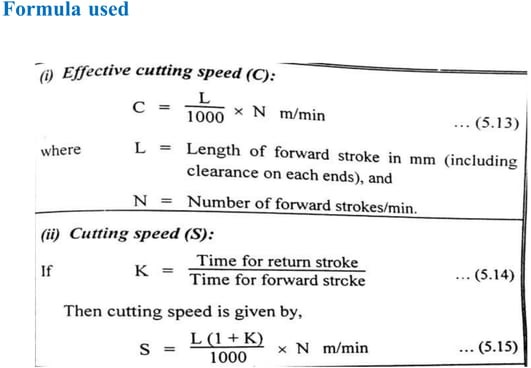 Formula used
(i) Effective cutting speed (C):
C = L/1000 × N m/min ... (5.13)
where L = Length of forward stroke in mm (including
clearance on each ends), and
N = Number of forward strokes/min.
(ii) Cutting speed (S):
If K = Time for return stroke/Time for forward strcke ... (5.14)
Then cutting speed is given by,
S = L (1 + K)/1000 × N m/min ... (5.15)